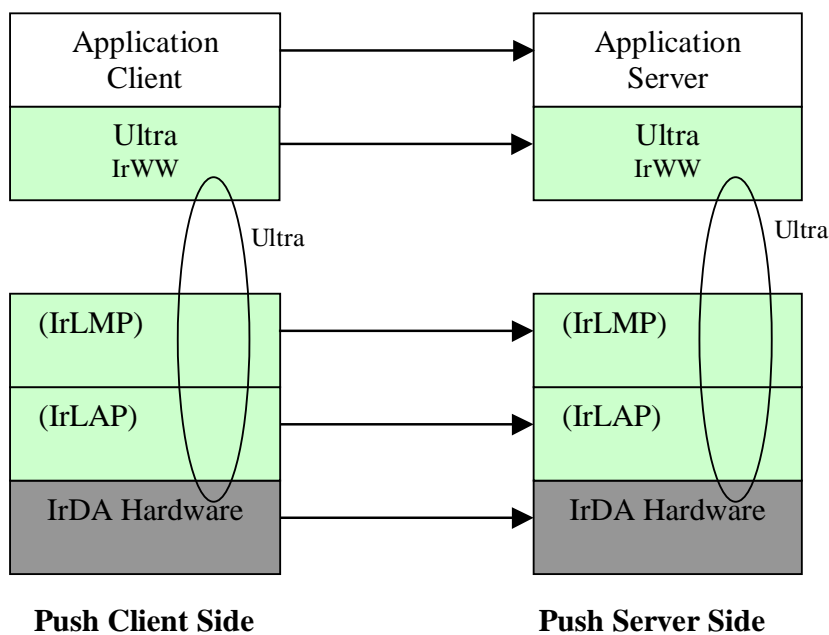 Application
Client
Application
Server
Ultra
IrWW
Ultra
IrWW
Ultra
Ultra
(IrLMP)
(IrLMP)
(IrLAP)
(IrLAP)
IrDA Hardware
IrDA Hardware
Push Client Side
Push Server Side